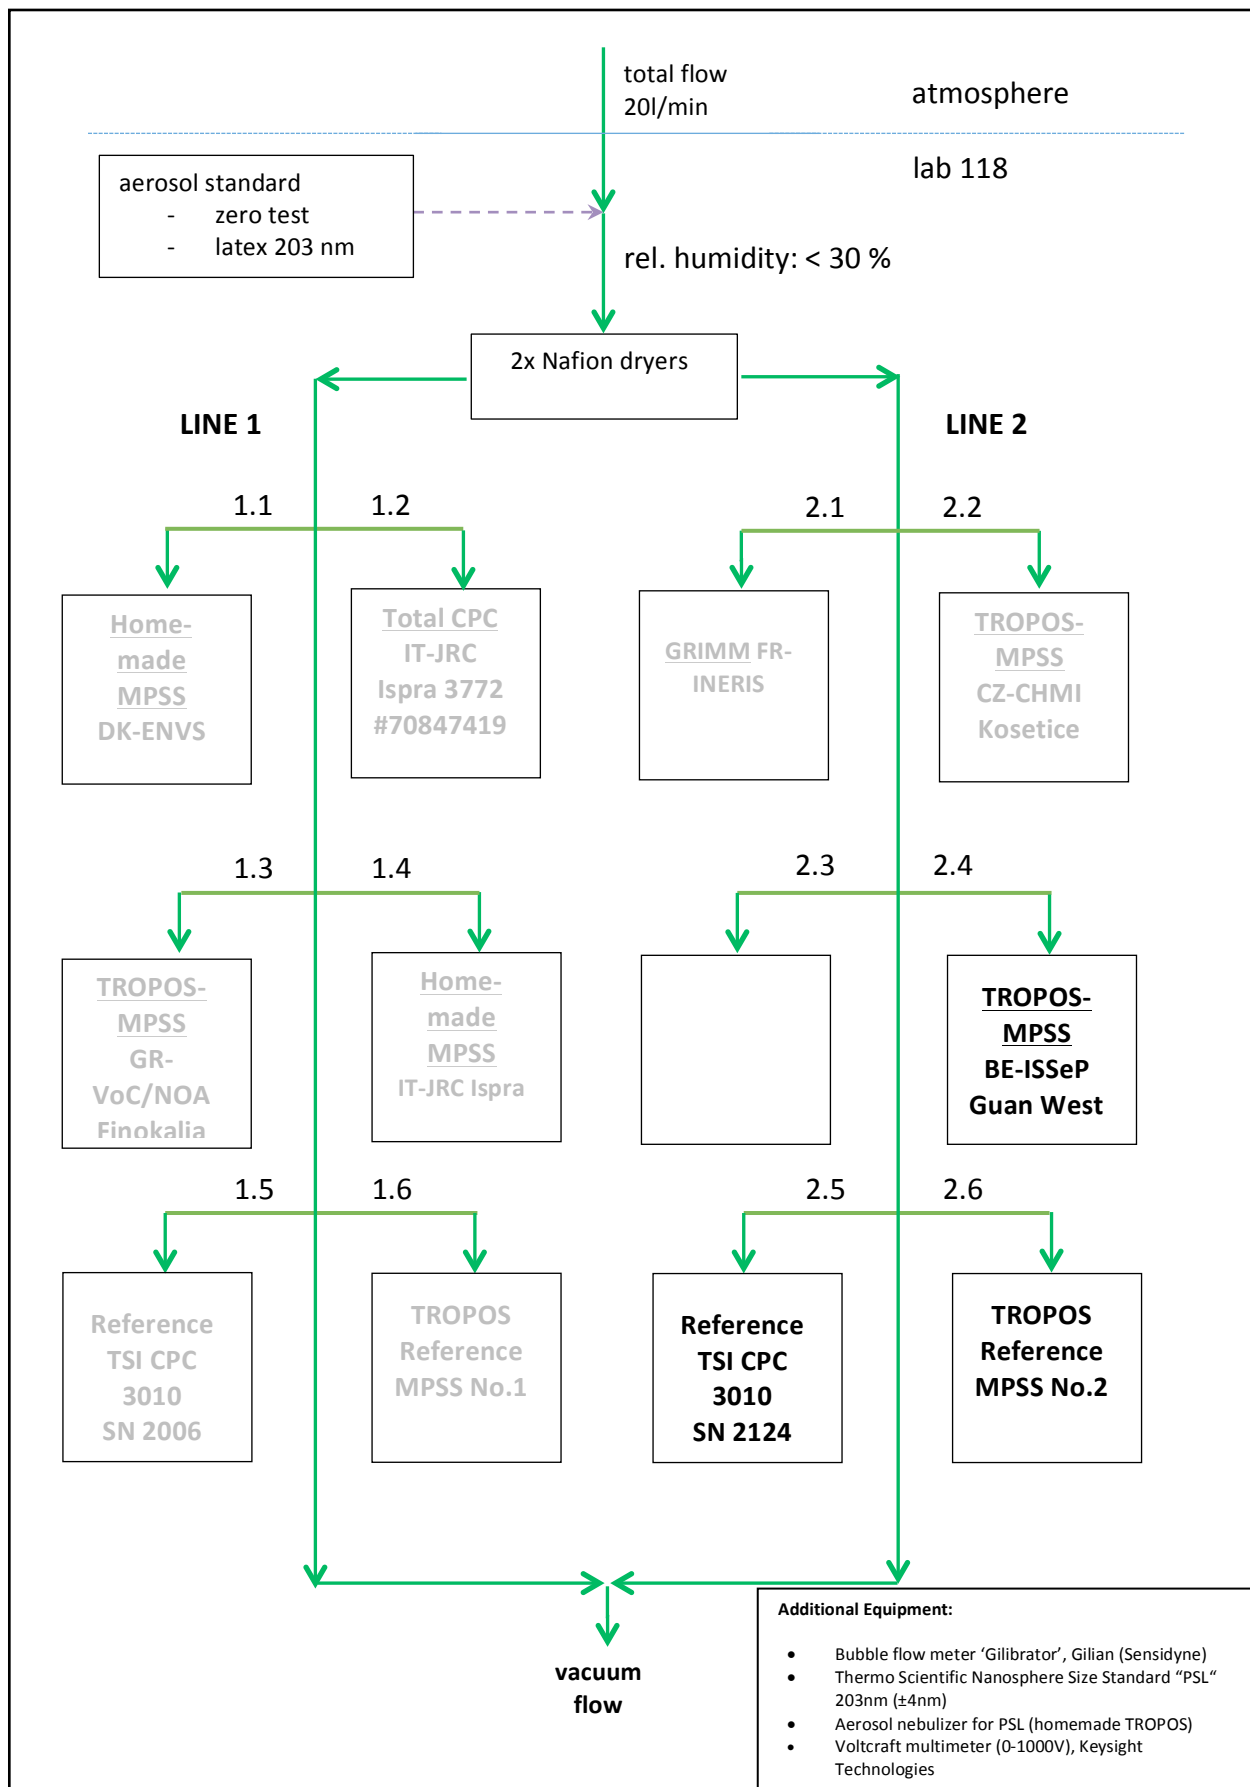 total flow
20l/min
atmosphere
lab 118
aerosol standard
- zero test
- latex 203 nm
rel. humidity: < 30 %
2x Nafion dryers
LINE 1
LINE 2
1.1
1.2
2.1
2.2
Home-
made
MPSS
DK-ENVS
Total CPC
IT-JRC
Ispra 3772
#70847419
GRIMM FR-
INERIS
TROPOS-
MPSS
CZ-CHMI
Kosetice
1.3
1.4
2.3
2.4
TROPOS-
MPSS
GR-
VoC/NOA
Finokalia
Home-
made
MPSS
IT-JRC Ispra
TROPOS-
MPSS
BE-ISSeP
Guan West
1.5
1.6
2.5
2.6
Reference
TSI CPC
3010
SN 2006
TROPOS
Reference
MPSS No.1
Reference
TSI CPC
3010
SN 2124
TROPOS
Reference
MPSS No.2
vacuum
flow
Additional Equipment:
• Bubble flow meter ‘Gilibrator’, Gilian (Sensidyne)
• Thermo Scientific Nanosphere Size Standard “PSL“
203nm (±4nm)
• Aerosol nebulizer for PSL (homemade TROPOS)
• Voltcraft multimeter (0-1000V), Keysight
Technologies